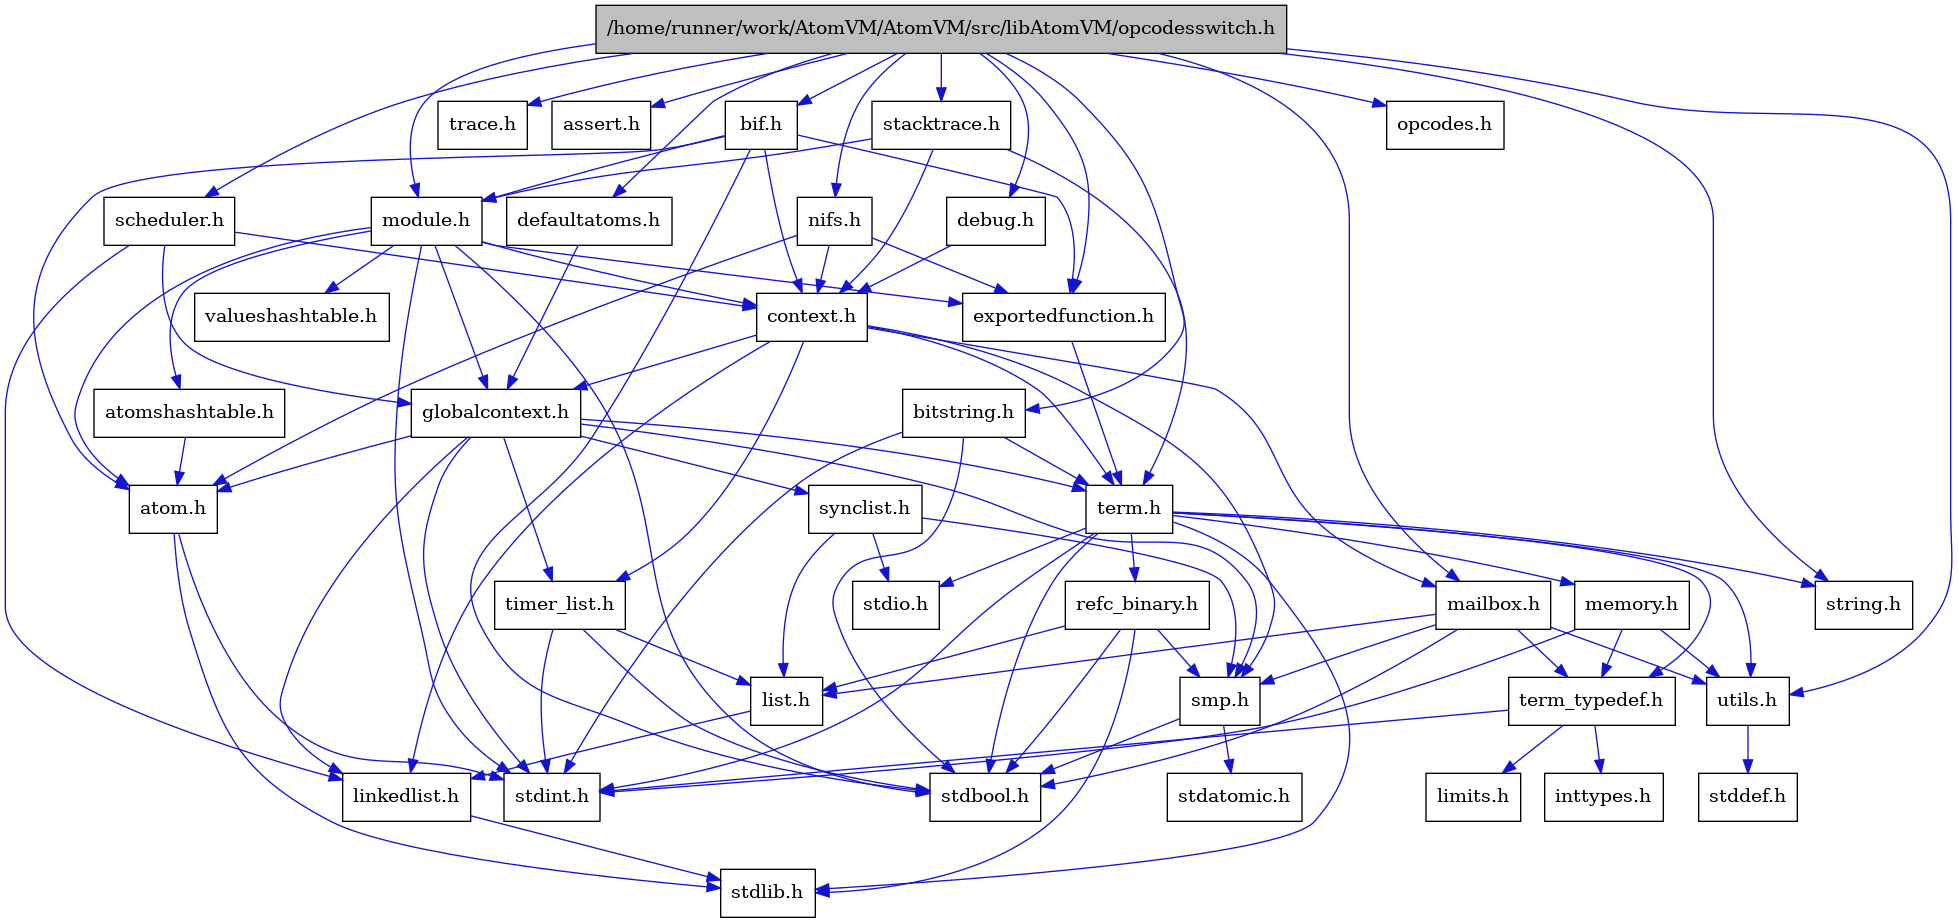 /home/runner/work/AtomVM/AtomVM/src/libAtomVM/opcodesswitch.h
trace.h
assert.h
bif.h
stacktrace.h
opcodes.h
scheduler.h
module.h
defaultatoms.h
nifs.h
debug.h
valueshashtable.h
context.h
exportedfunction.h
atomshashtable.h
globalcontext.h
bitstring.h
atom.h
synclist.h
term.h
timer_list.h
stdio.h
refc_binary.h
mailbox.h
memory.h
string.h
list.h
smp.h
term_typedef.h
utils.h
linkedlist.h
stdint.h
stdbool.h
stdatomic.h
limits.h
inttypes.h
stddef.h
stdlib.h